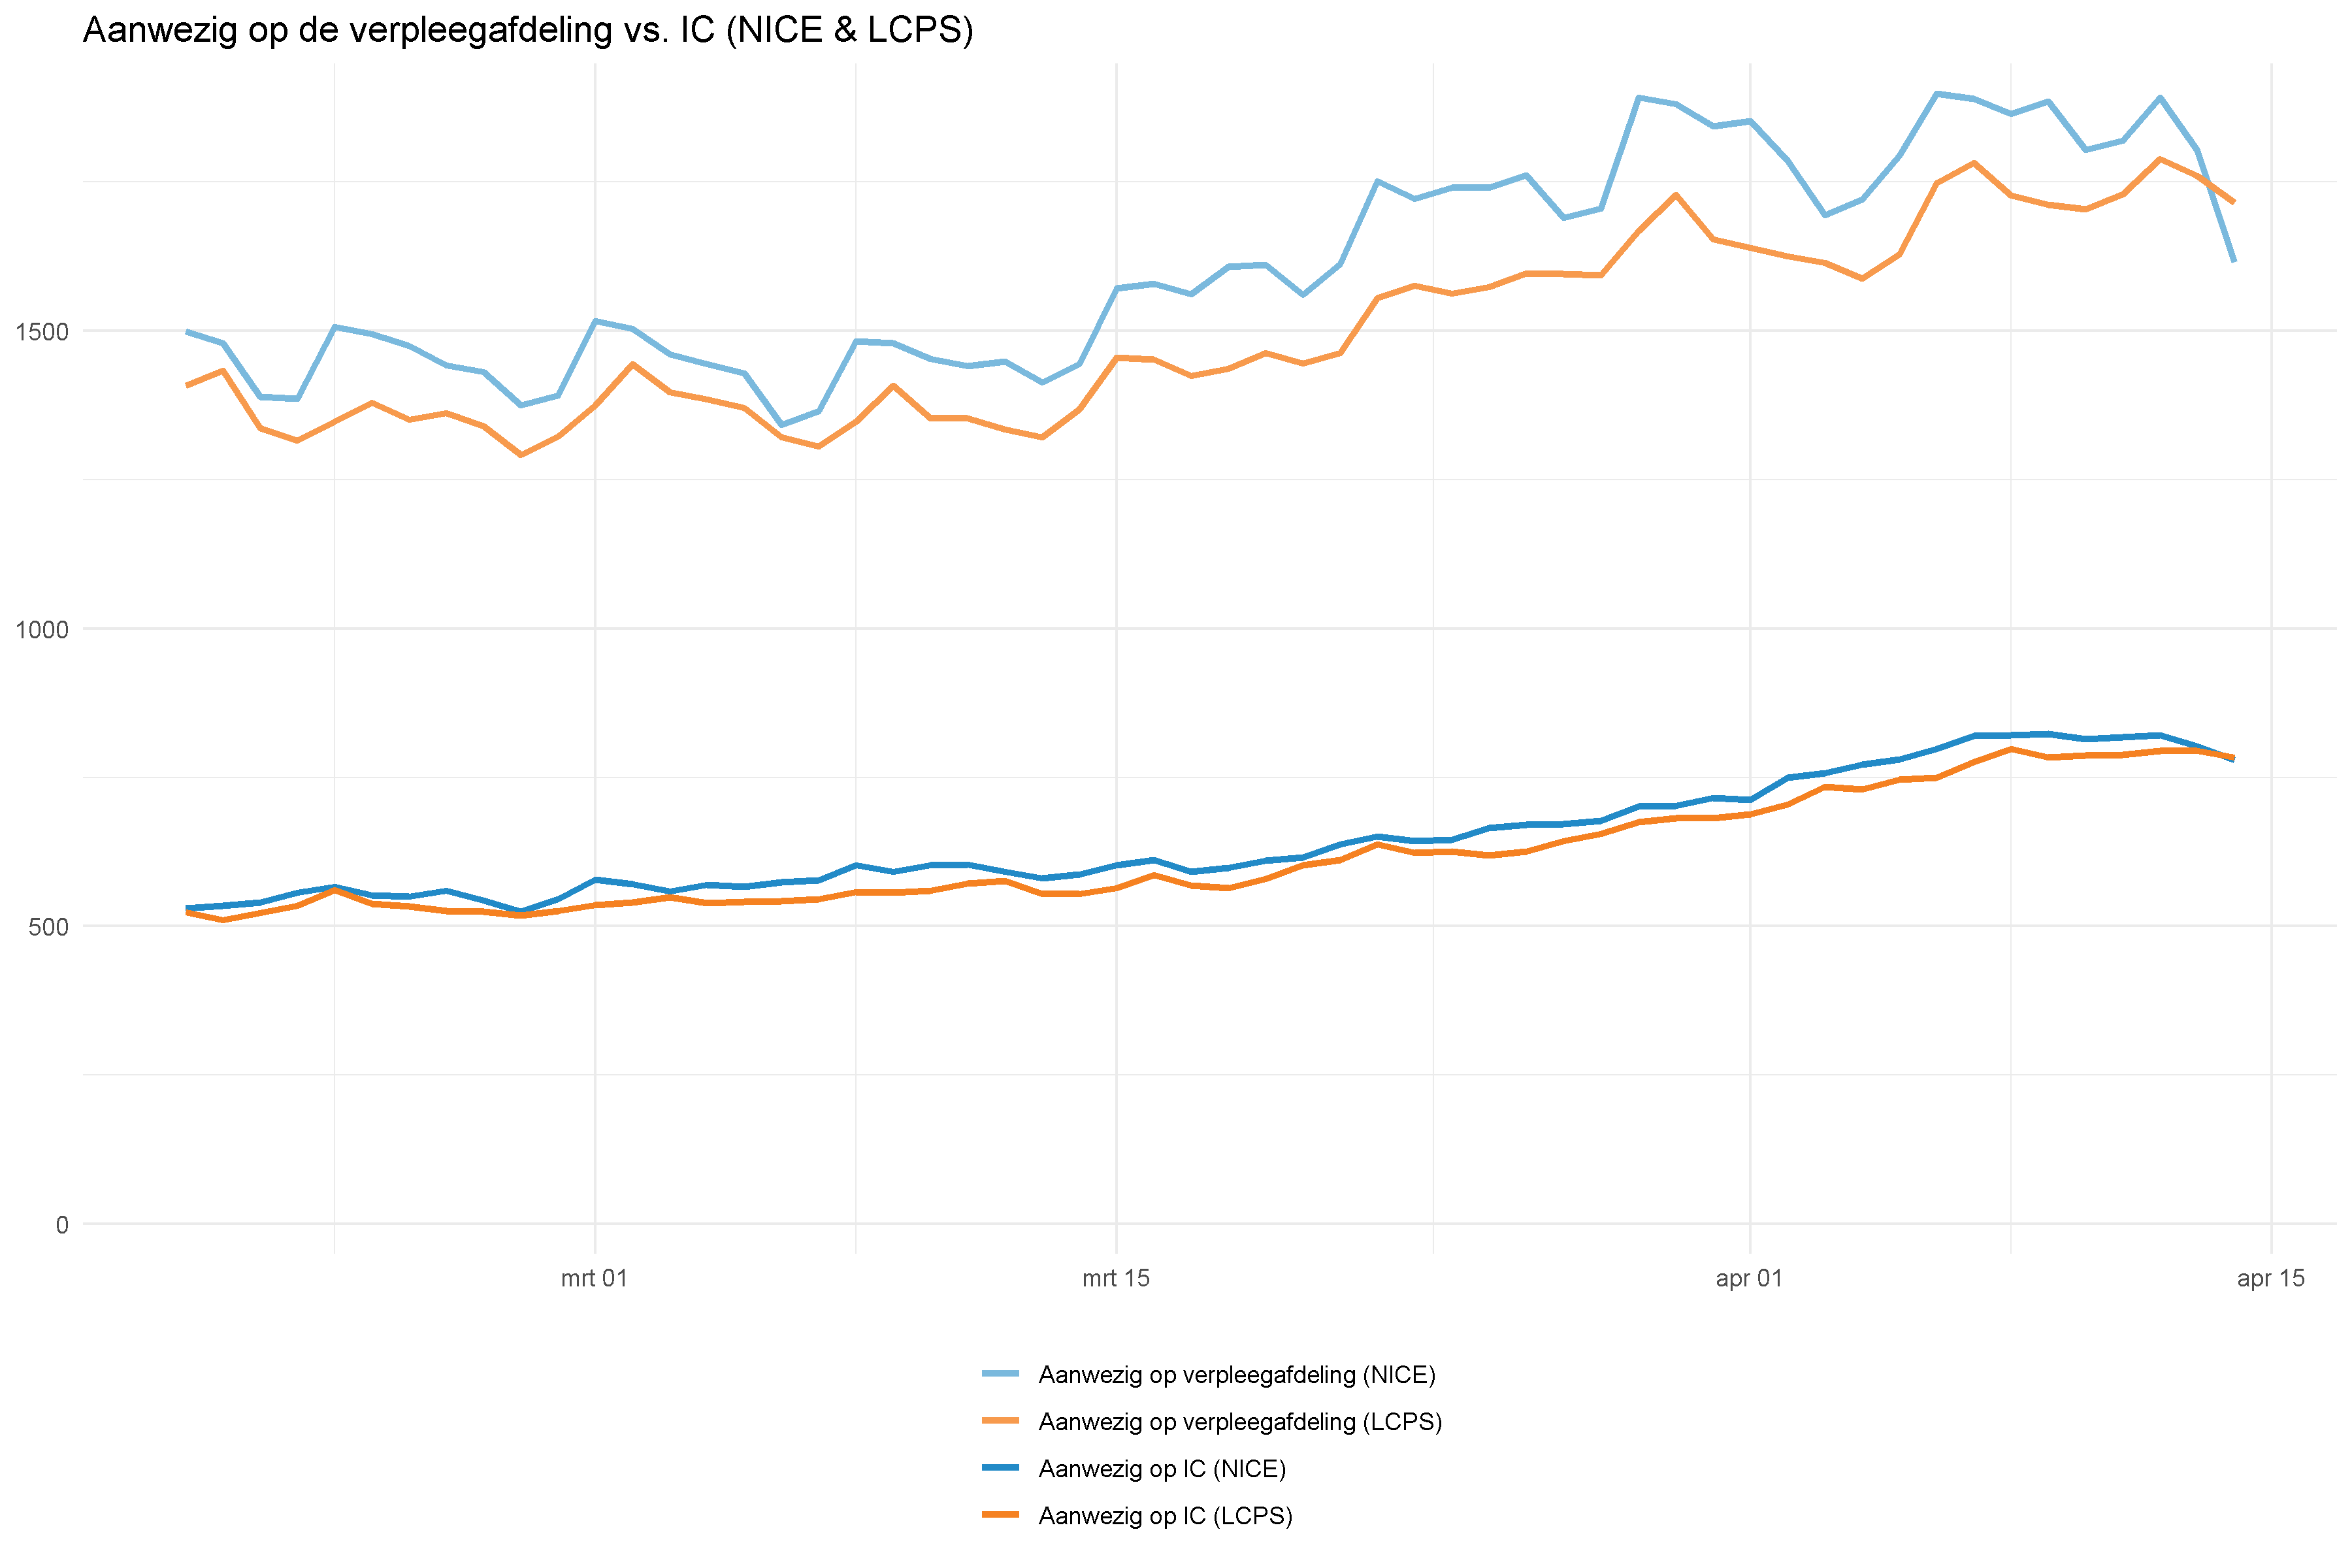 Aanwezig op de verpleegafdeling vs. IC (NICE & LCPS)
1500
1000
500
0
mrt 01 mrt 15 apr 01 apr 15
Aanwezig op verpleegafdeling (NICE)
Aanwezig op verpleegafdeling (LCPS)
Aanwezig op IC (NICE)
Aanwezig op IC (LCPS)